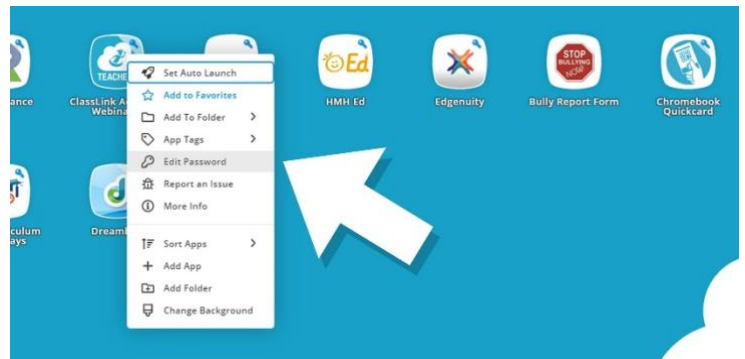 TEACHE
STOP
BULLYING
NOW
Ed
ance
ClassLink A
Webina
HMH Ed
Edgenuity
Bully Report Form
Chromebook
Quickcard
Set Auto Launch
Add to Favorites
Add To Folder
App Tags
Edit Password
Report an Issue
More Info
Sort Apps
Add App
Add Folder
Change Background
culum
ays
Dream